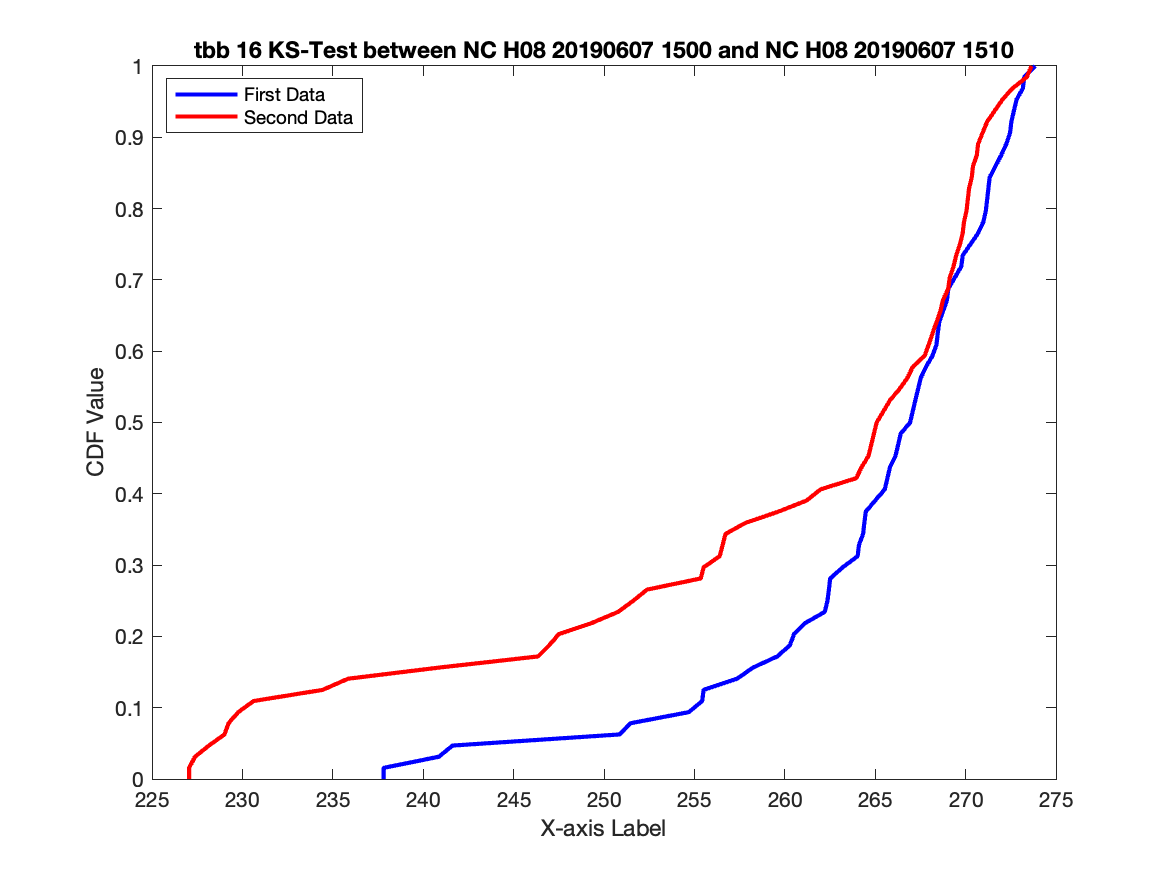 tbb 16 KS-Test between NC H08 20190607 1500 and NC H08 20190607 1510
First Data
Second Data
CDF Value
1
0.9
0.8
0.7
0.6
0.5
0.4
0.3
0.2
0.1
0
225 230 235 240 245 250 255 260 265 270 275
X-axis Label